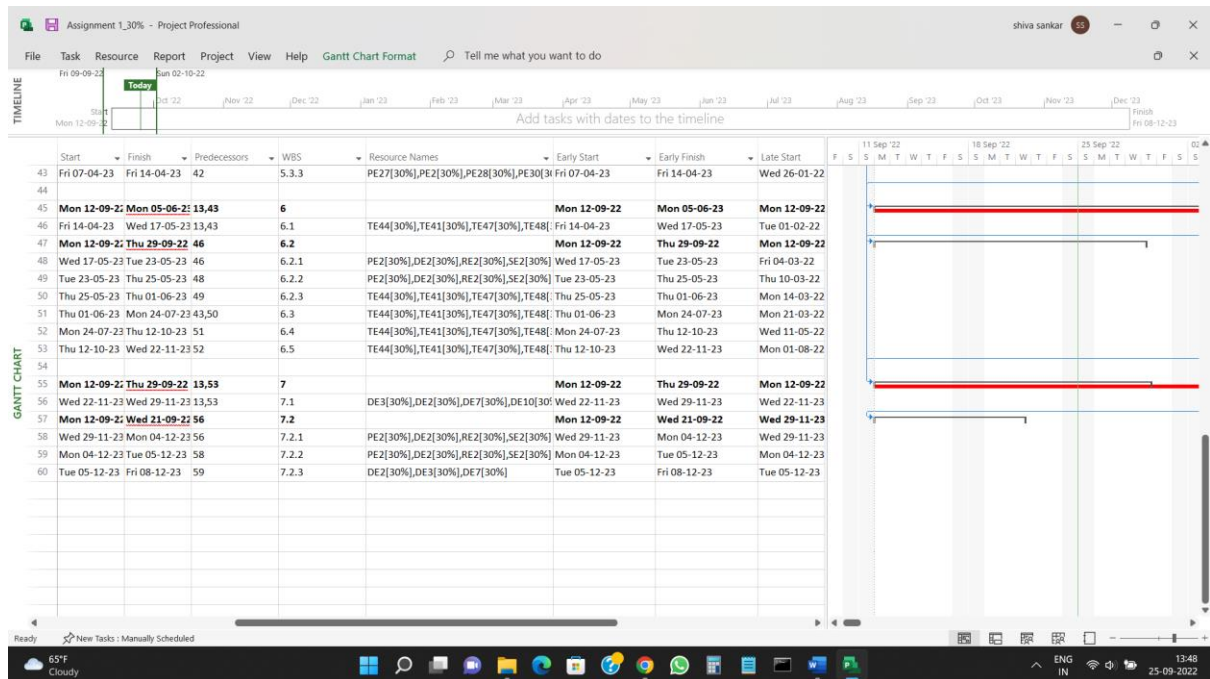 Assignment 1_30% - Project Professional
shiva sankar SS
File Task Resource Report Project View Help Gantt Chart Format Tell me what you want to do
TIMELINE
Fri 09-09-22 Sun 02-10-22
Today
Oct '22 Nov '22 Dec '22 Jan '23 Feb '23 Mar '23 Apr '23 May '23 Jun '23 Jul '23 Aug '23 Sep '23 Oct '23 Nov '23 Dec '23
Start
Mon 12-09-22
Add tasks with dates to the timeline
Finish
Fri 08-12-23
11 Sep '22 18 Sep '22 25 Sep '22 02
Start Finish Predecessors WBS Resource Names Early Start Early Finish Late Start F S S M T W T F S S M T W T F S S M T W T F S S
43 Fri 07-04-23 Fri 14-04-23 42 5.3.3 PE27[30%],PE2[30%],PE28[30%],PE30[30 Fri 07-04-23 Fri 14-04-23 Wed 26-01-22
44
45 Mon 12-09-22 Mon 05-06-23 13,43 6 Mon 12-09-22 Mon 05-06-23 Mon 12-09-22
46 Fri 14-04-23 Wed 17-05-23 13,43 6.1 TE44[30%],TE41[30%],TE47[30%],TE48[ Fri 14-04-23 Wed 17-05-23 Tue 01-02-22
47 Mon 12-09-22 Thu 29-09-22 46 6.2 Mon 12-09-22 Thu 29-09-22 Mon 12-09-22
48 Wed 17-05-23 Tue 23-05-23 46 6.2.1 PE2[30%],DE2[30%],RE2[30%],SE2[30%] Wed 17-05-23 Tue 23-05-23 Fri 04-03-22
49 Tue 23-05-23 Thu 25-05-23 48 6.2.2 PE2[30%],DE2[30%],RE2[30%],SE2[30%] Tue 23-05-23 Thu 25-05-23 Thu 10-03-22
50 Thu 25-05-23 Thu 01-06-23 49 6.2.3 TE44[30%],TE41[30%],TE47[30%],TE48[ Thu 25-05-23 Thu 01-06-23 Mon 14-03-22
51 Thu 01-06-23 Mon 24-07-23 43,50 6.3 TE44[30%],TE41[30%],TE47[30%],TE48[ Thu 01-06-23 Mon 24-07-23 Mon 21-03-22
52 Mon 24-07-23 Thu 12-10-23 51 6.4 TE44[30%],TE41[30%],TE47[30%],TE48[ Mon 24-07-23 Thu 12-10-23 Wed 11-05-22
53 Thu 12-10-23 Wed 22-11-23 52 6.5 TE44[30%],TE41[30%],TE47[30%],TE48[ Thu 12-10-23 Wed 22-11-23 Mon 01-08-22
54
55 Mon 12-09-22 Thu 29-09-22 13,53 7 Mon 12-09-22 Thu 29-09-22 Mon 12-09-22
56 Wed 22-11-23 Wed 29-11-23 13,53 7.1 DE3[30%],DE2[30%],DE7[30%],DE10[30% Wed 22-11-23 Wed 29-11-23 Wed 22-11-23
57 Mon 12-09-22 Wed 21-09-22 56 7.2 Mon 12-09-22 Wed 21-09-22 Wed 29-11-23
58 Wed 29-11-23 Mon 04-12-23 56 7.2.1 PE2[30%],DE2[30%],RE2[30%],SE2[30%] Wed 29-11-23 Mon 04-12-23 Wed 29-11-23
59 Mon 04-12-23 Tue 05-12-23 58 7.2.2 PE2[30%],DE2[30%],RE2[30%],SE2[30%] Mon 04-12-23 Tue 05-12-23 Mon 04-12-23
60 Tue 05-12-23 Fri 08-12-23 59 7.2.3 DE2[30%],DE3[30%],DE7[30%] Tue 05-12-23 Fri 08-12-23 Tue 05-12-23
GANTT CHART
Ready New Tasks : Manually Scheduled
65°F
Cloudy
ENG
IN
13:48
25-09-2022